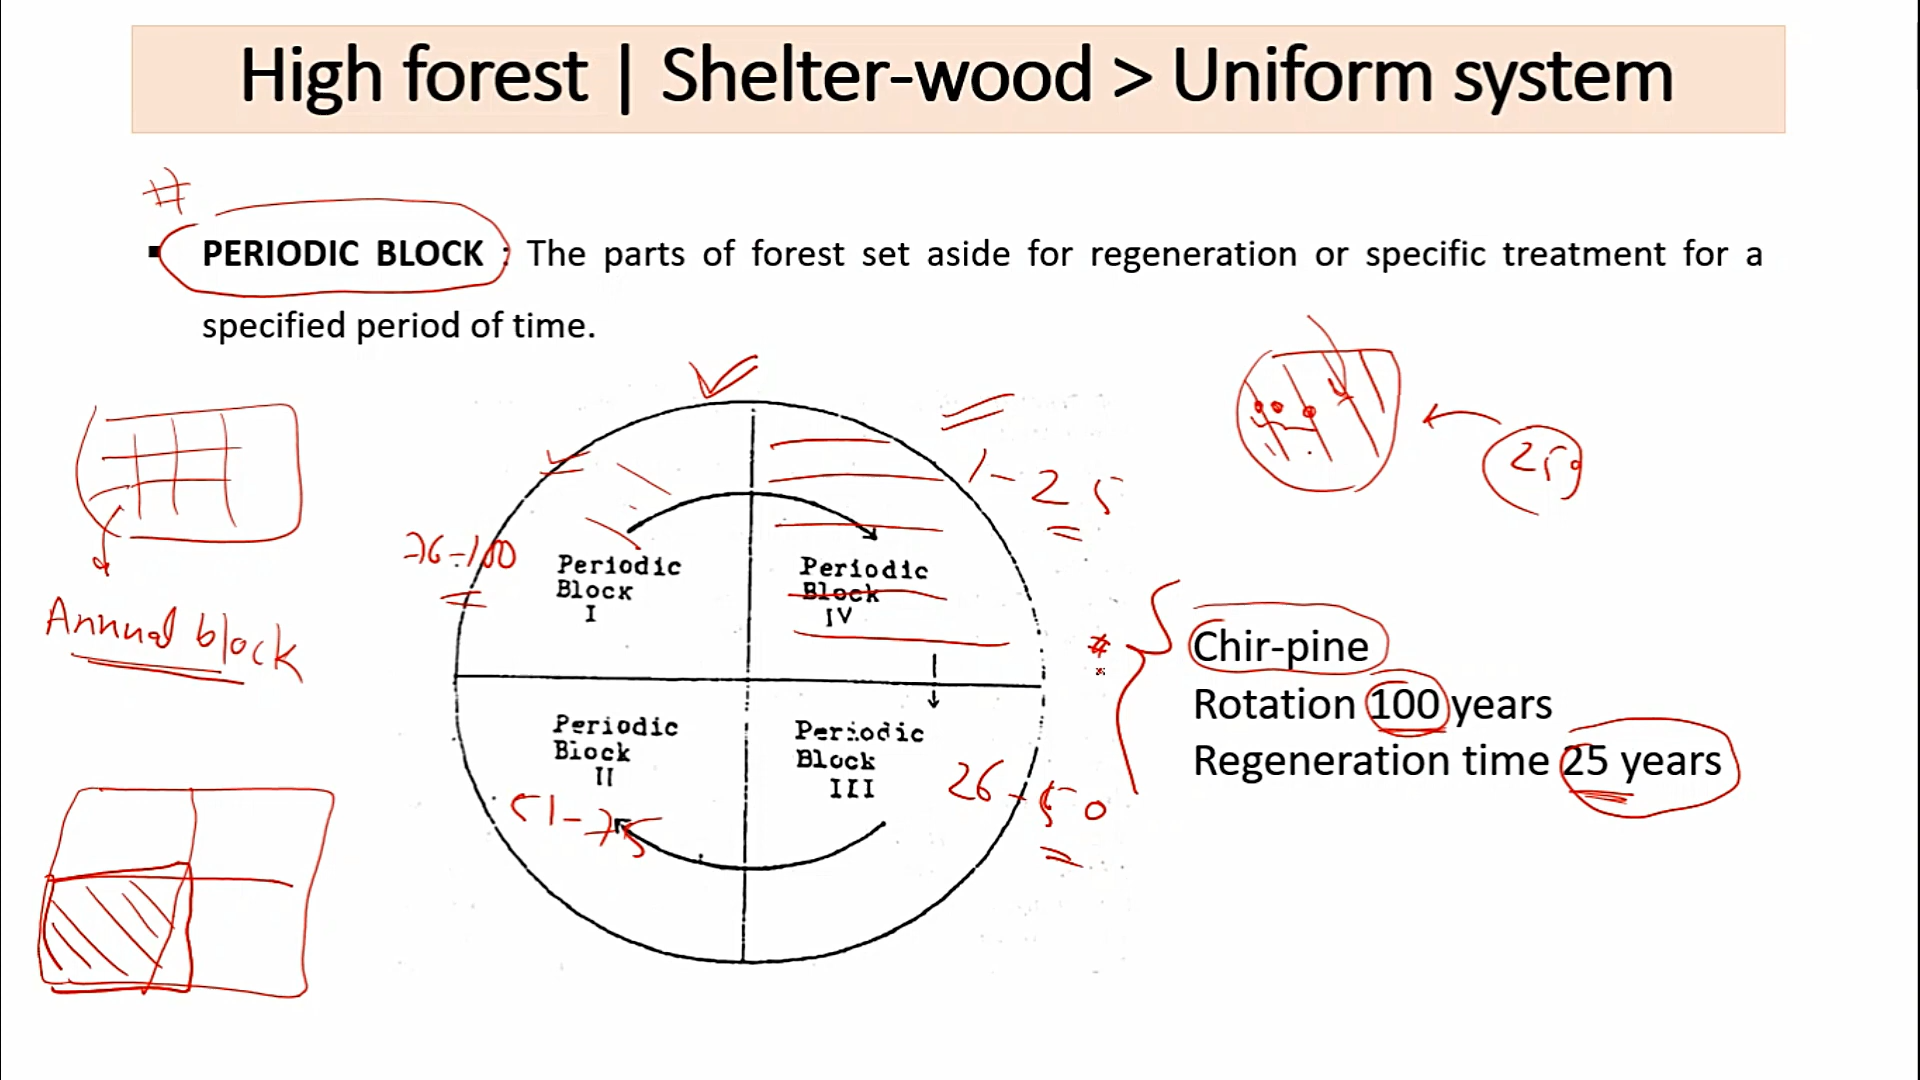 High forest | Shelter-wood > Uniform system
#
▪ PERIODIC BLOCK : The parts of forest set aside for regeneration or specific treatment for a
specified period of time.
1-25
250
76-100
Periodic
Block
I
Periodic
Block
IV
Annual block
*
Chir-pine
Rotation 100 years
Regeneration time 25 years
Periodic
Block
II
Periodic
Block
III
51-75
26-50